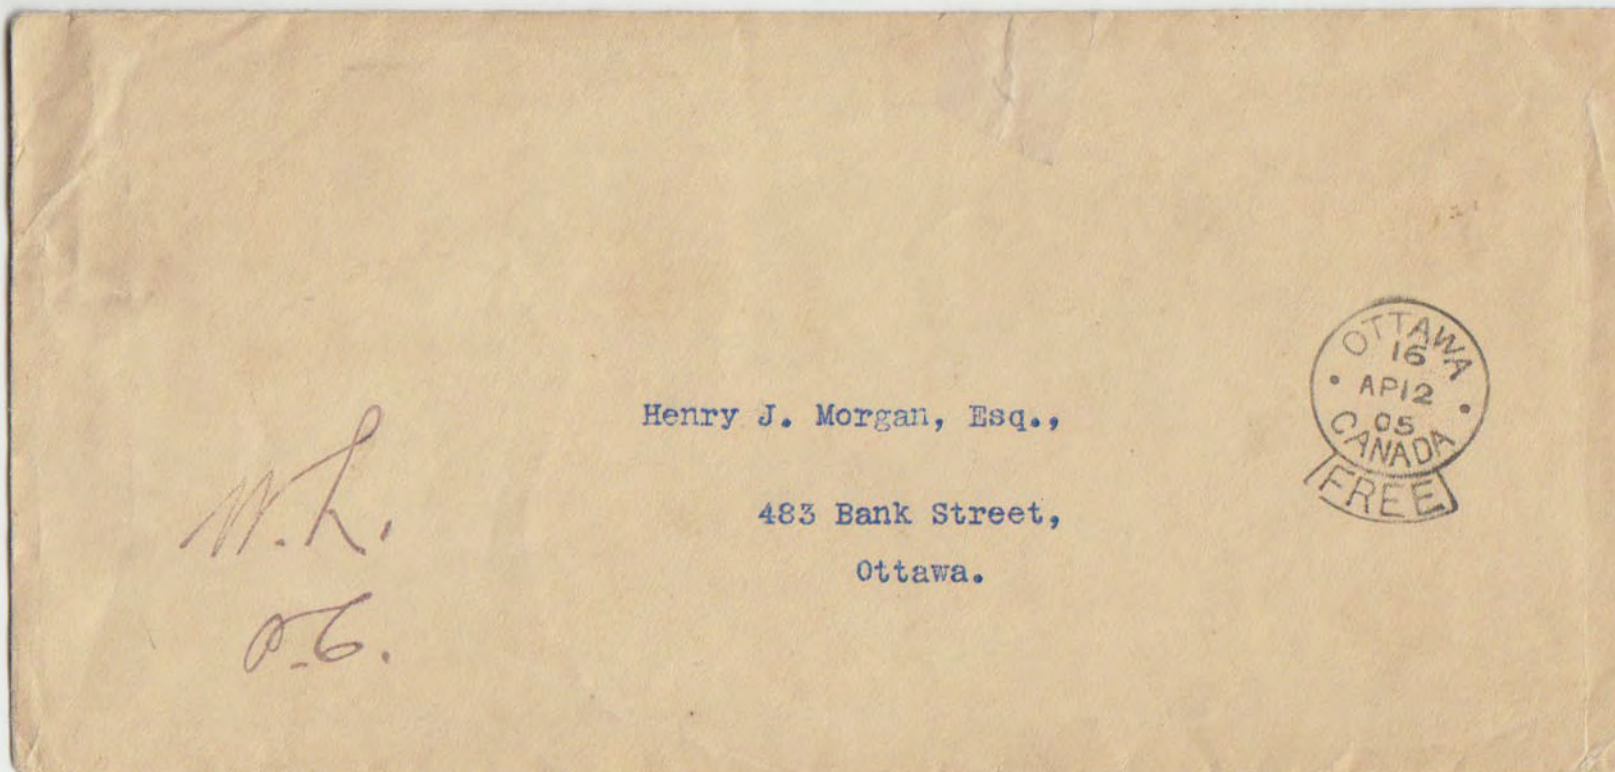 Henry J. Morgan, Esq.,
483 Bank Street,
Ottawa.
OTTAWA
16
AP12
05
CANADA
FREE
W.L.
P.C.